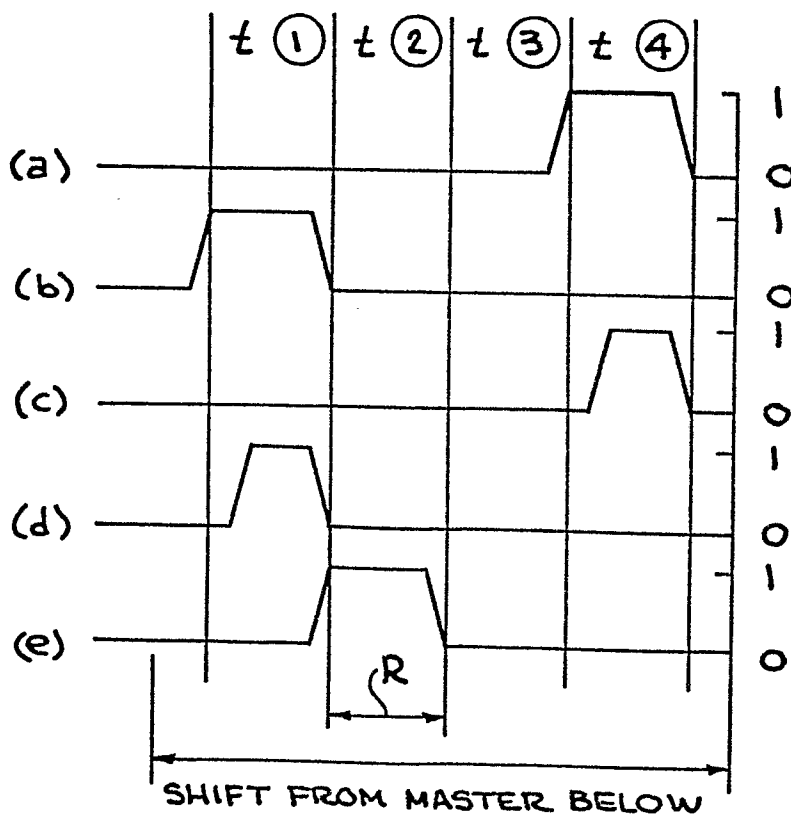 t 1 t 2 t 3 t 4
1
(a) 0
1
(b) 0
1
(c) 0
1
(d) 0
1
(e) 0
R
SHIFT FROM MASTER BELOW